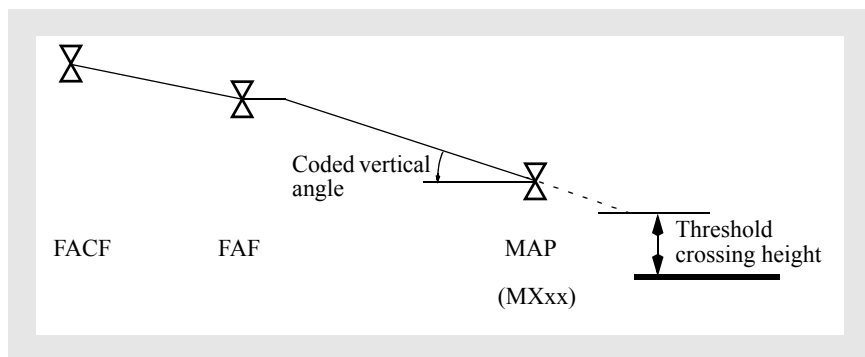 Coded vertical
angle
Threshold
crossing height
FACF
FAF
MAP
(MXxx)